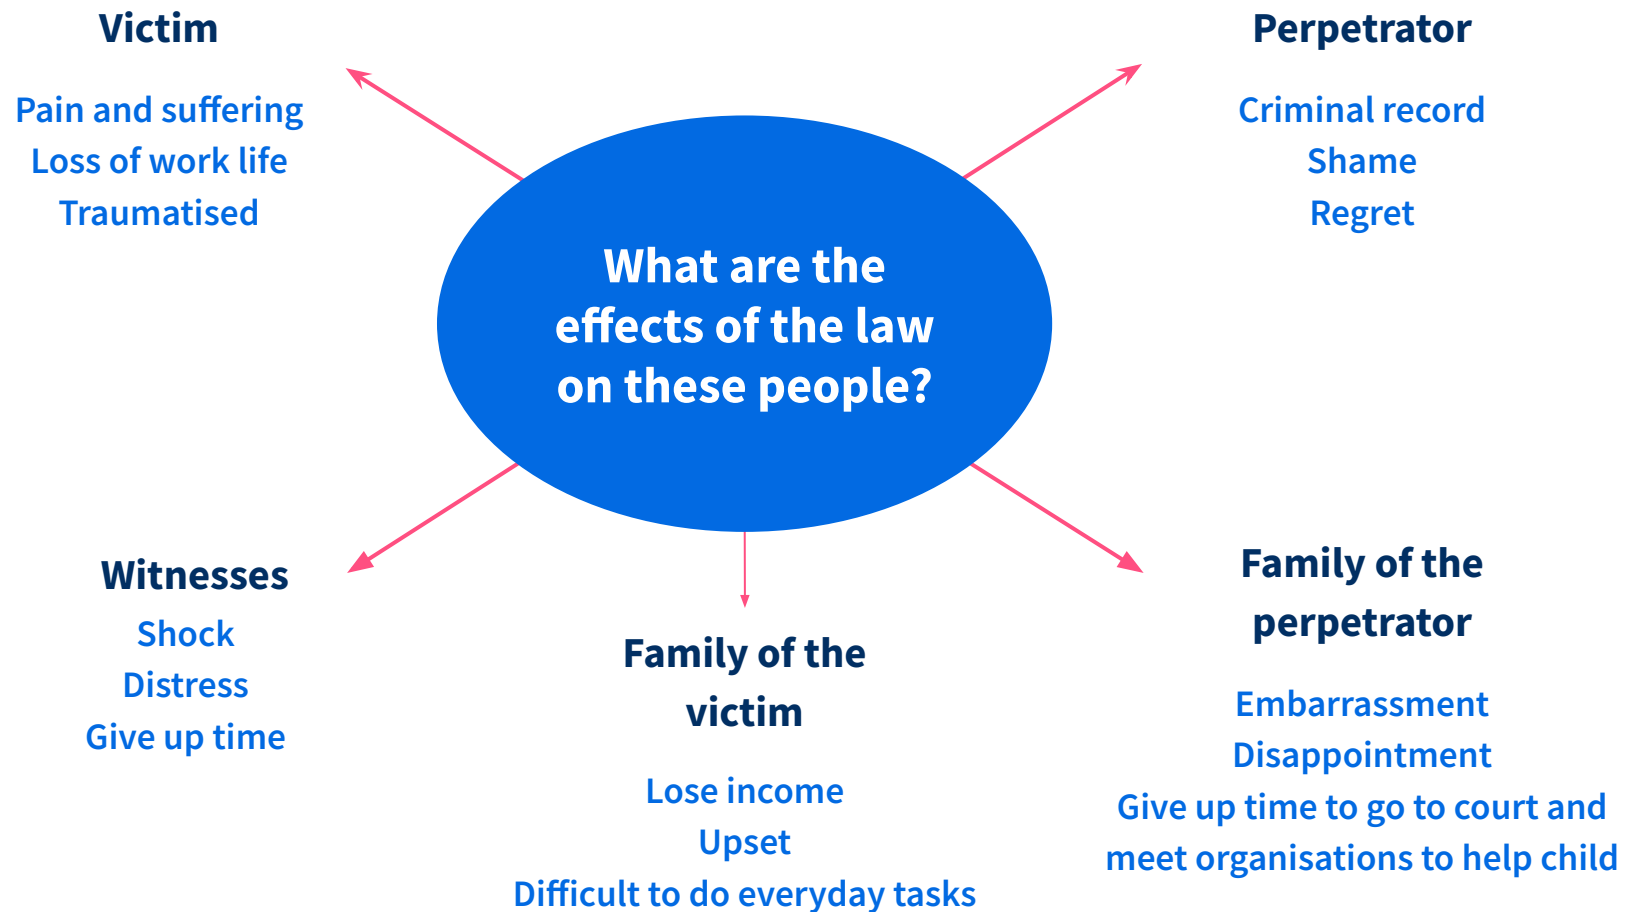 Victim
Pain and suffering
Loss of work life
Traumatised
Perpetrator
Criminal record
Shame
Regret
What are the
effects of the law
on these people?
Witnesses
Shock
Distress
Give up time
Family of the
victim
Lose income
Upset
Difficult to do everyday tasks
Family of the
perpetrator
Embarrassment
Disappointment
Give up time to go to court and
meet organisations to help child